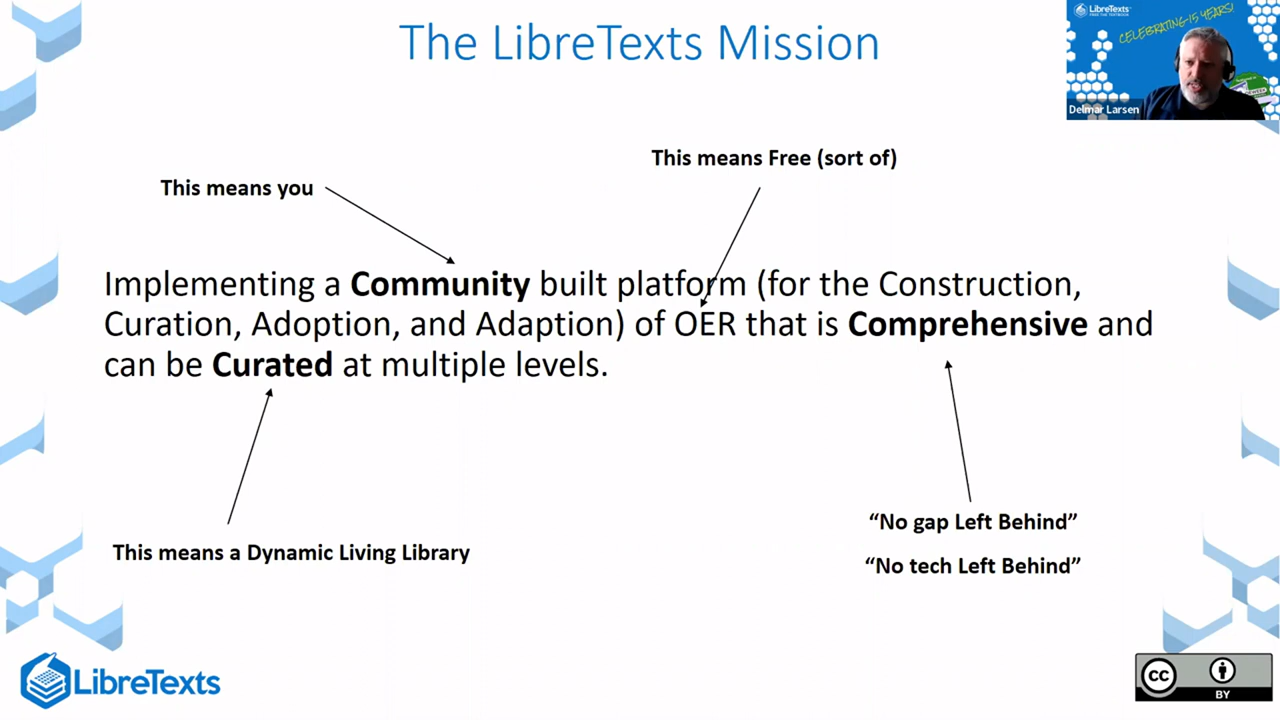 The LibreTexts Mission
LibreTexts
CELEBRATING 15 YEARS!
Delmar Larsen
This means Free (sort of)
This means you
Implementing a Community built platform (for the Construction,
Curation, Adoption, and Adaption) of OER that is Comprehensive and
can be Curated at multiple levels.
“No gap Left Behind”
This means a Dynamic Living Library
“No tech Left Behind”
LibreTexts
CC
BY